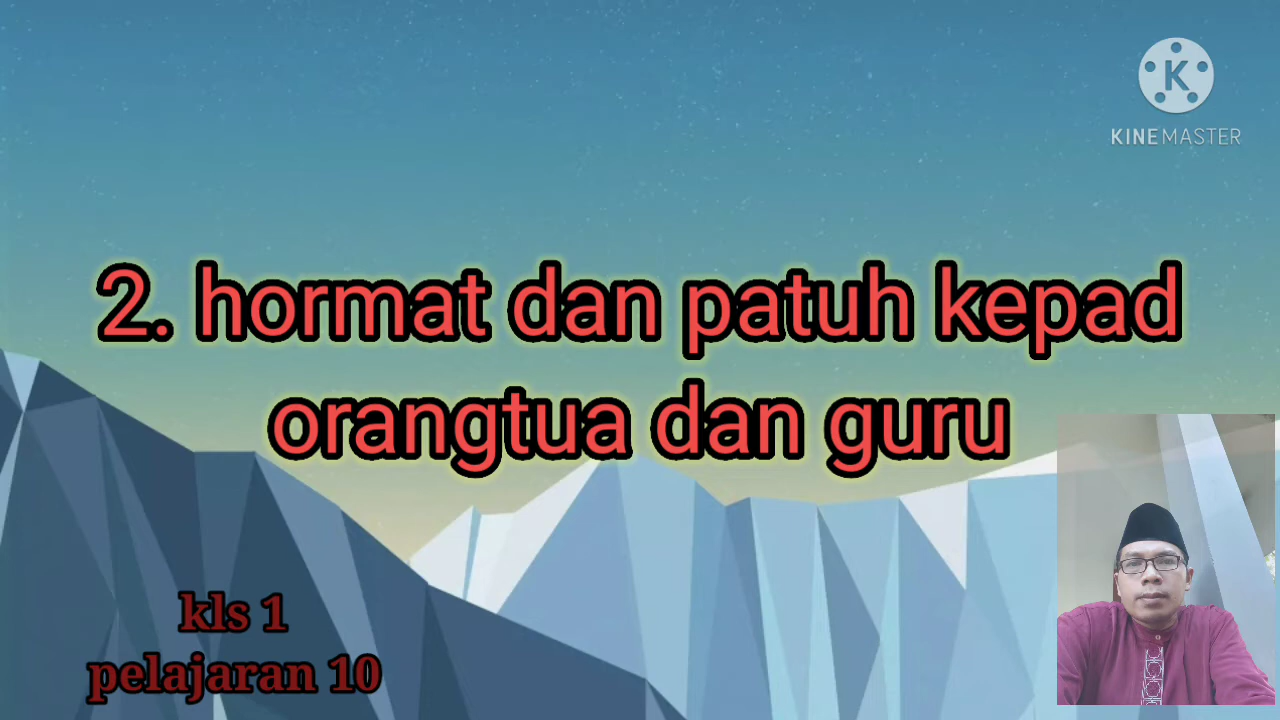 K
KINEMASTER
2. hormat dan patuh kepad
orangtua dan guru
kls 1
pelajaran 10